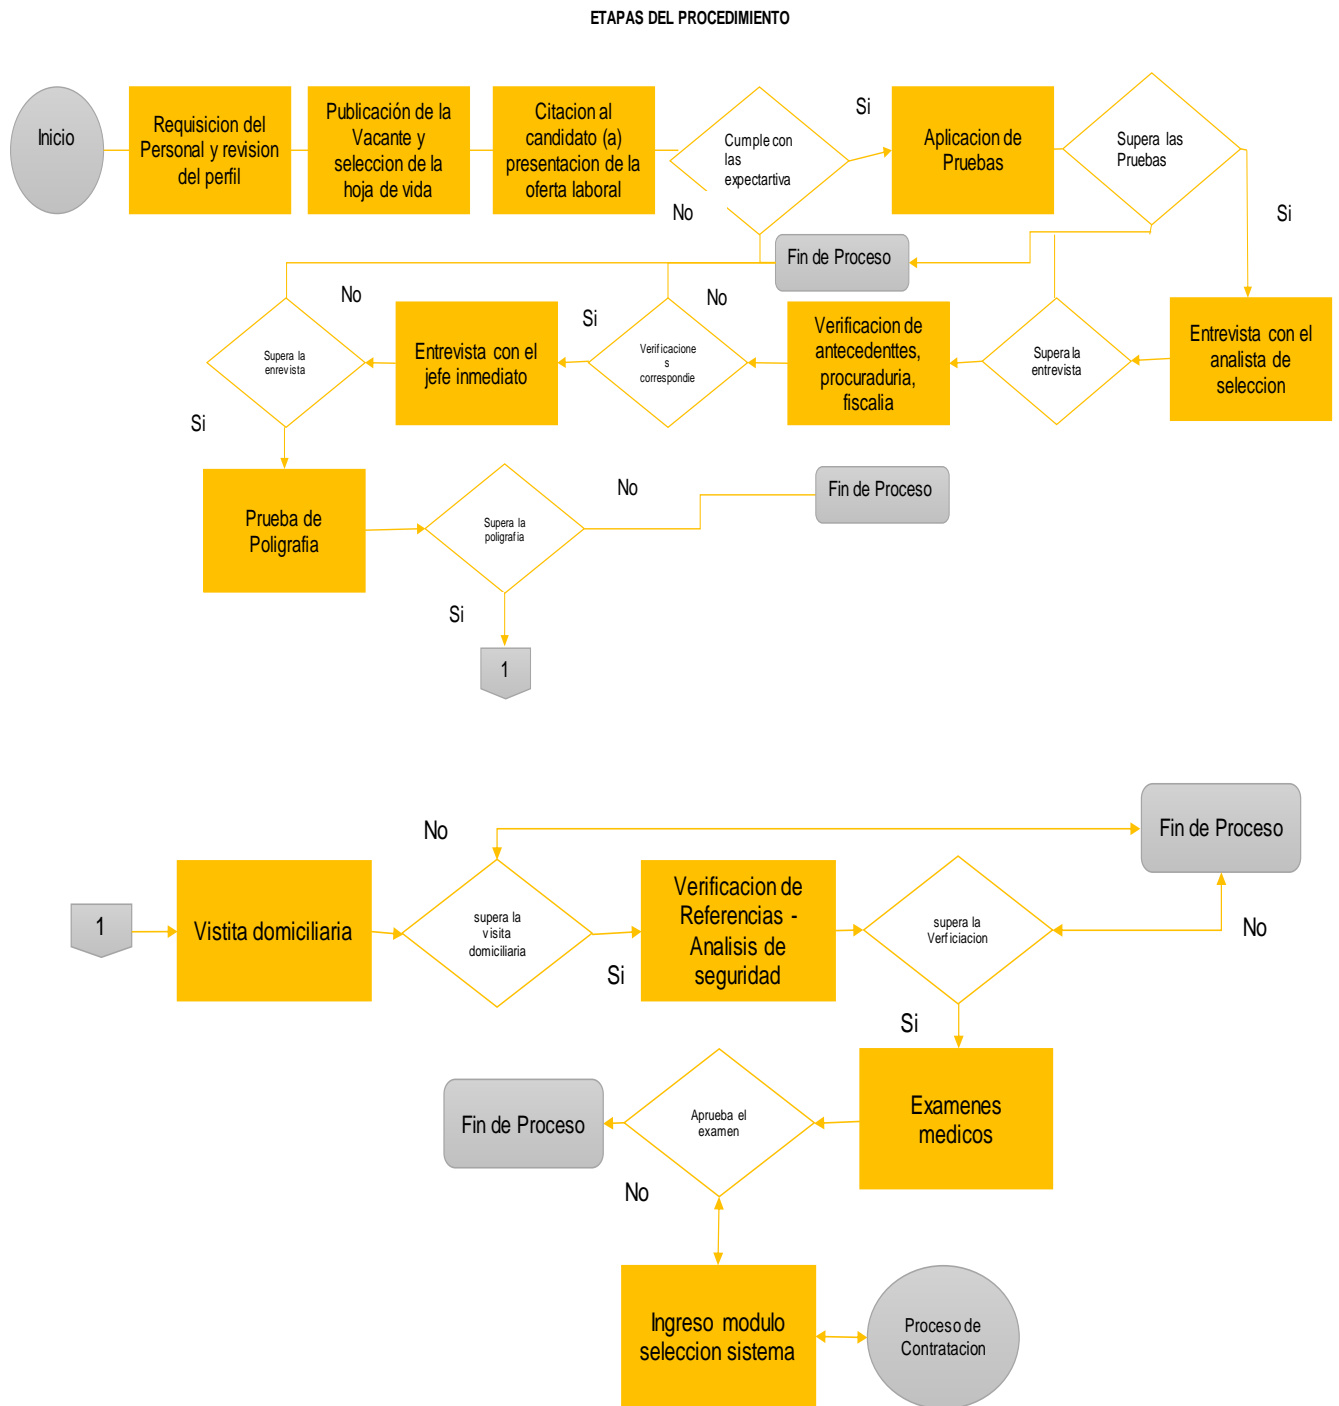 ETAPAS DEL PROCEDIMIENTO
Inicio
Requisicion del
Personal y revision
del perfil
Publicación de la
Vacante y
seleccion de la
hoja de vida
Citacion al
candidato (a)
presentacion de la
oferta laboral
Cumple con
las
expectartiva
Si
No
Aplicacion de
Pruebas
Supera las
Pruebas
Si
Fin de Proceso
Entrevista con el
analista de
seleccion
Supera la
entrevista
Verificacion de
antecedenttes,
procuraduria,
fiscalia
No
Si
Verificacione
s
correspondie
Entrevista con el
jefe inmediato
No
Supera la
enrevista
Si
Prueba de
Poligrafia
Supera la
poligrafia
No
Fin de Proceso
Si
1
1
Vistita domiciliaria
No
supera la
visita
domiciliaria
Si
Verificacion de
Referencias -
Analisis de
seguridad
supera la
Verficiacion
No
Fin de Proceso
Si
Examenes
medicos
Aprueba el
examen
Fin de Proceso
No
Ingreso modulo
seleccion sistema
Proceso de
Contratacion